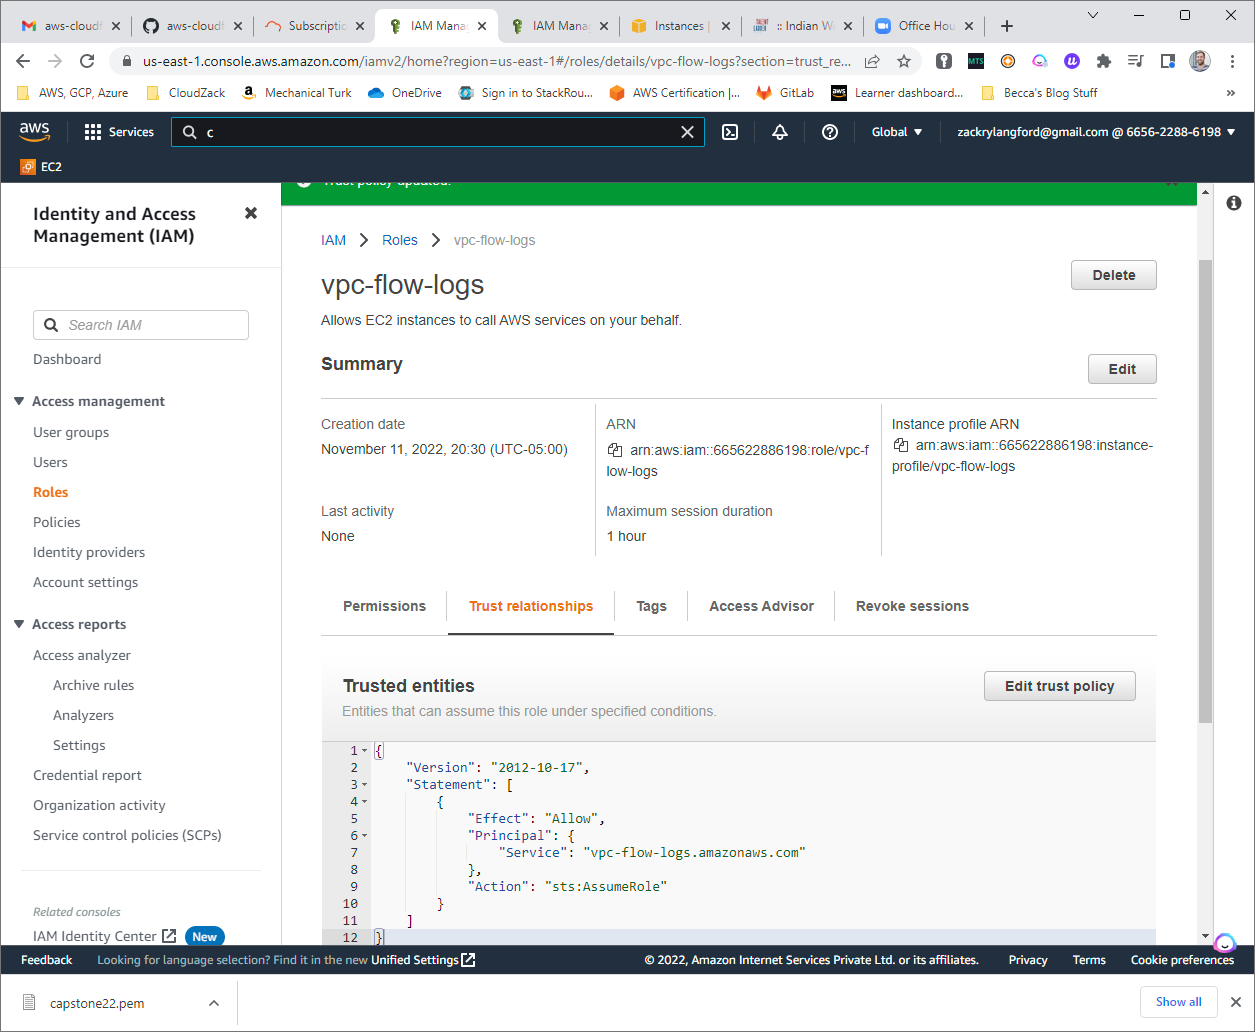 aws-cloudf
aws-cloudf
Subscriptio
IAM Mana
IAM Mana
Instances |
:: Indian W
Office Hou
us-east-1.console.aws.amazon.com/iamv2/home?region=us-east-1#/roles/details/vpc-flow-logs?section=trust_re...
AWS, GCP, Azure
CloudZack
Mechanical Turk
OneDrive
Sign in to StackRou...
AWS Certification |...
GitLab
Learner dashboard...
Becca's Blog Stuff
»
aws
Services
c
Global
zackrylangford@gmail.com @ 6656-2288-6198
EC2
Identity and Access
Management (IAM)
Search IAM
Dashboard
Access management
User groups
Users
Roles
Policies
Identity providers
Account settings
Access reports
Access analyzer
Archive rules
Analyzers
Settings
Credential report
Organization activity
Service control policies (SCPs)
Related consoles
IAM Identity Center
New
Trust policy updated.
IAM > Roles > vpc-flow-logs
vpc-flow-logs
Delete
Allows EC2 instances to call AWS services on your behalf.
Summary
Edit
Creation date
November 11, 2022, 20:30 (UTC-05:00)
ARN
arn:aws:iam::665622886198:role/vpc-f
low-logs
Instance profile ARN
arn:aws:iam::665622886198:instance-
profile/vpc-flow-logs
Last activity
None
Maximum session duration
1 hour
Permissions
Trust relationships
Tags
Access Advisor
Revoke sessions
Trusted entities
Edit trust policy
Entities that can assume this role under specified conditions.
1 {
2 "Version": "2012-10-17",
3 "Statement": [
4 {
5 "Effect": "Allow",
6 "Principal": {
7 "Service": "vpc-flow-logs.amazonaws.com"
8 },
9 "Action": "sts:AssumeRole"
10 }
11 ]
12 }
Feedback
Looking for language selection? Find it in the new Unified Settings
© 2022, Amazon Internet Services Private Ltd. or its affiliates.
Privacy
Terms
Cookie preferences
capstone22.pem
Show all